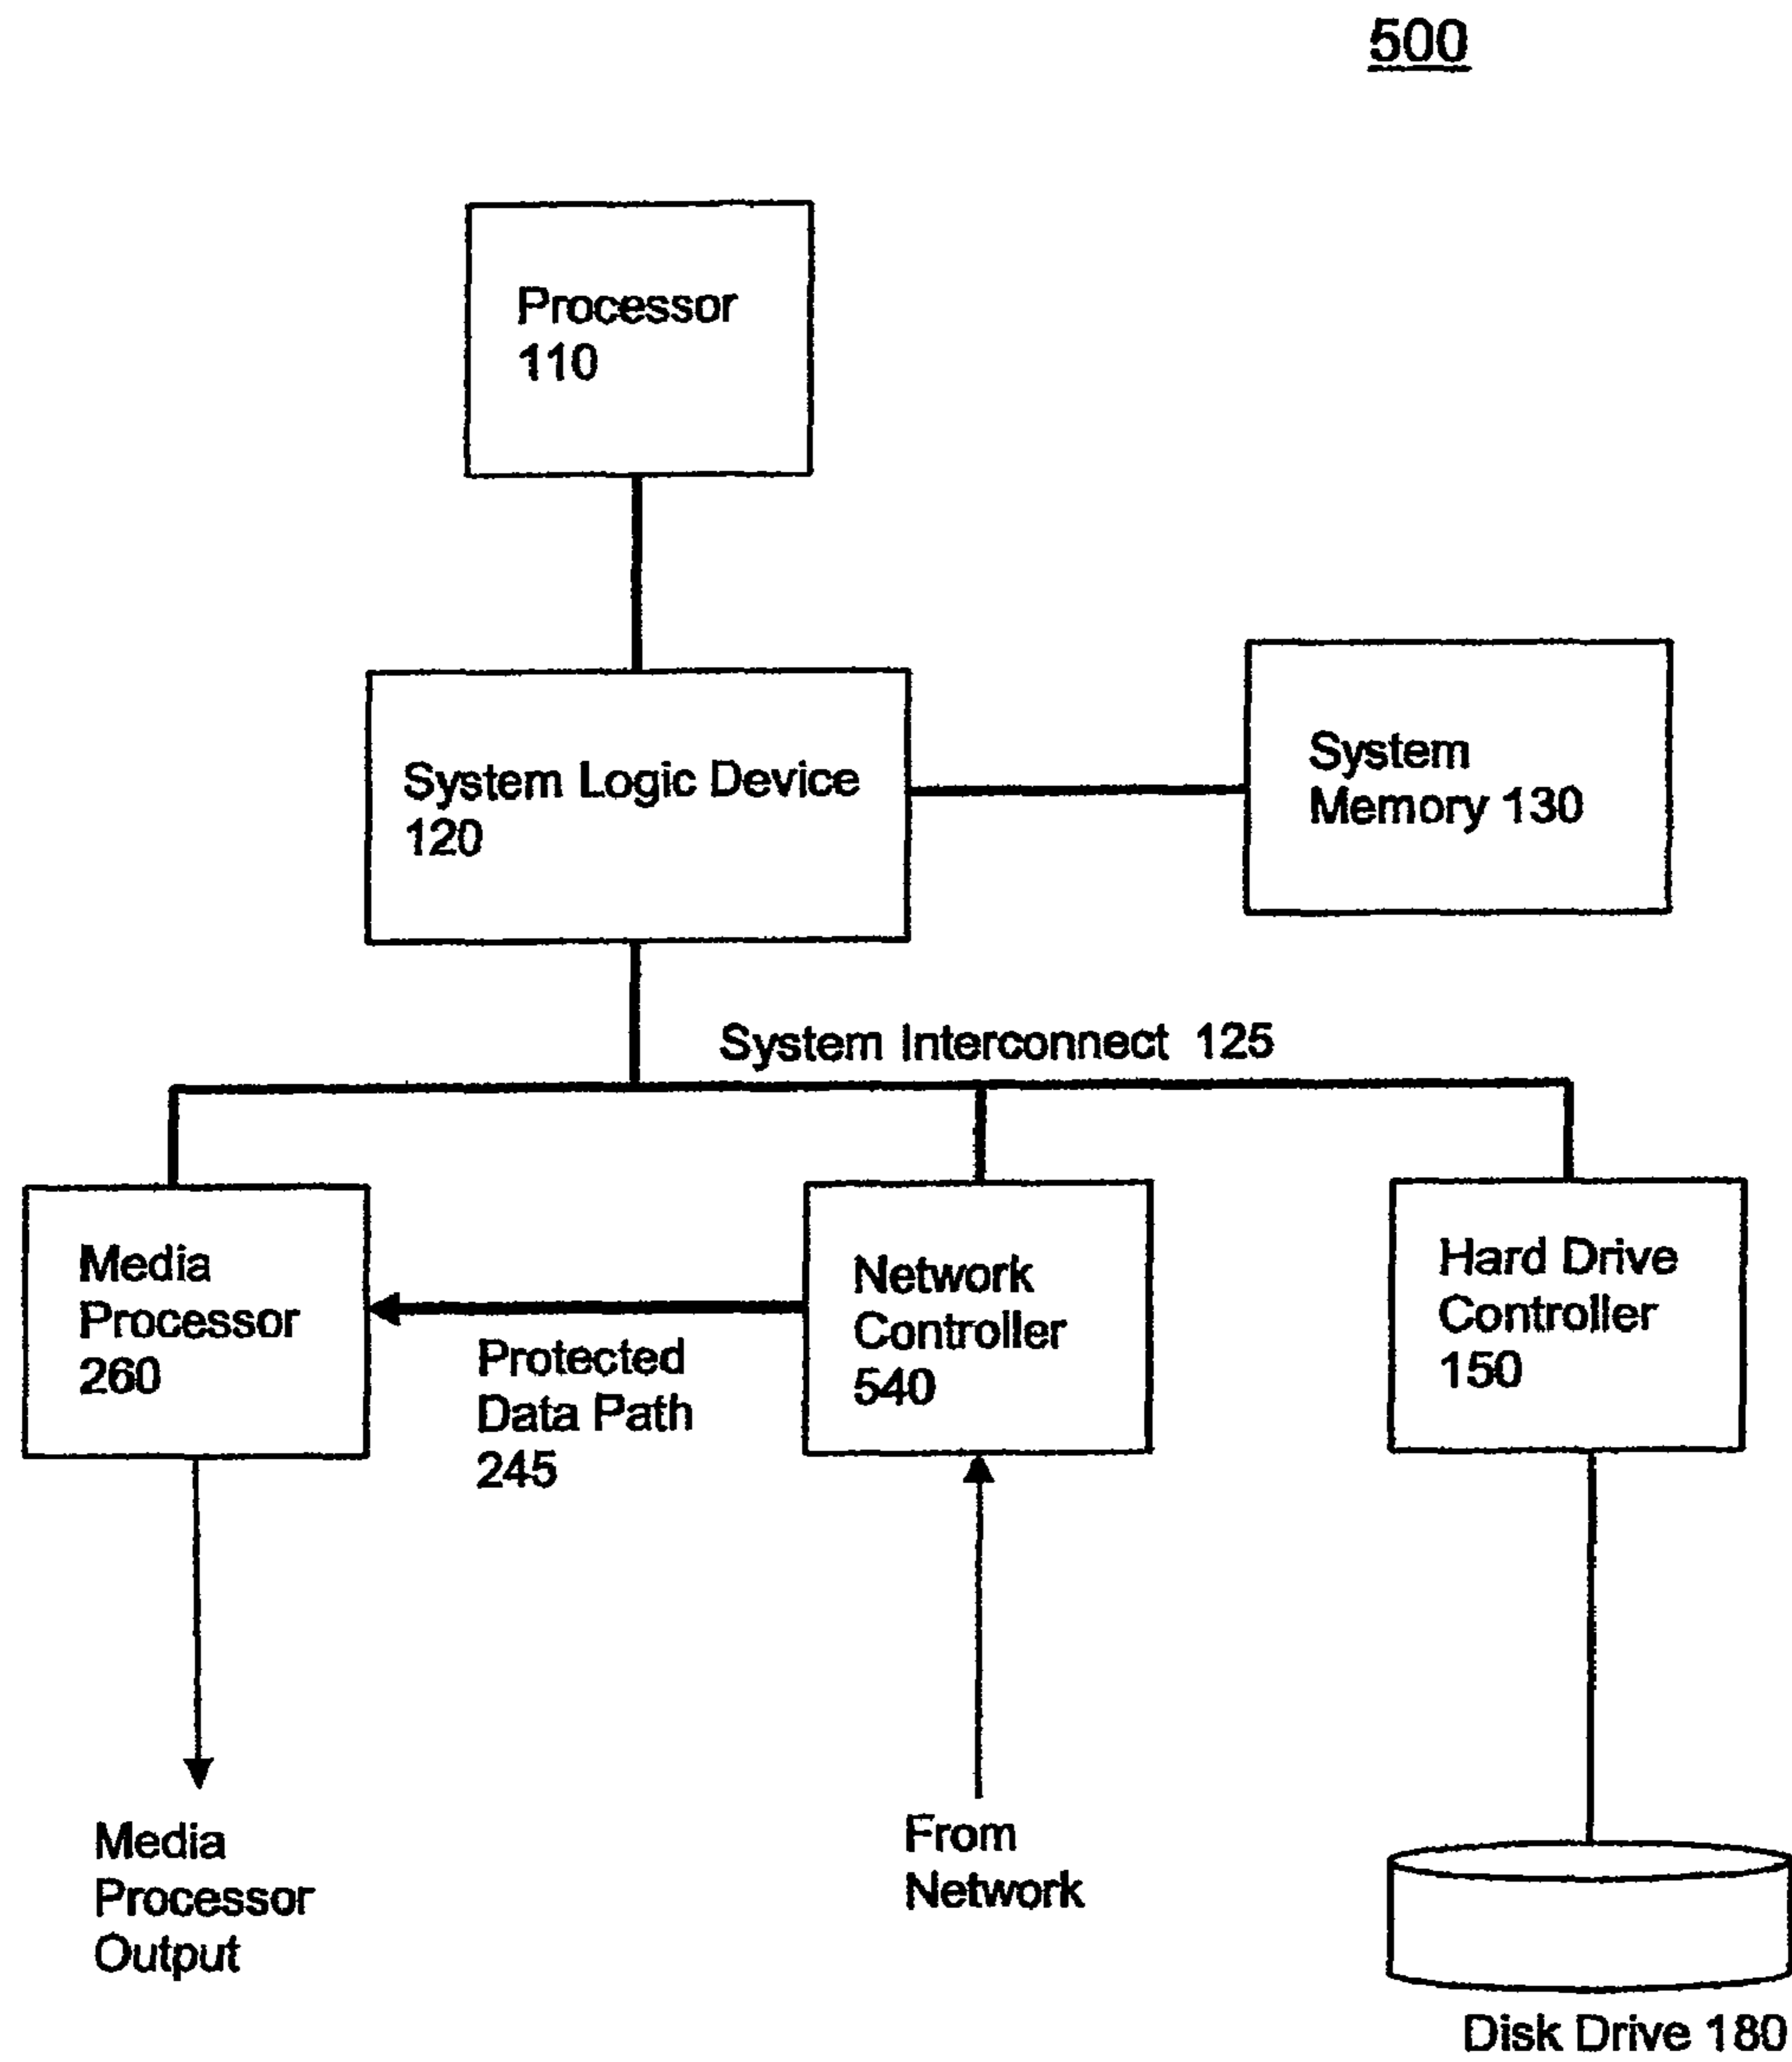 500
Processor
110
System Logic Device
120
System
Memory 130
System Interconnect 125
Media
Processor
260
Protected
Data Path
245
Network
Controller
540
Hard Drive
Controller
150
Media
Processor
Output
From
Network
Disk Drive 180